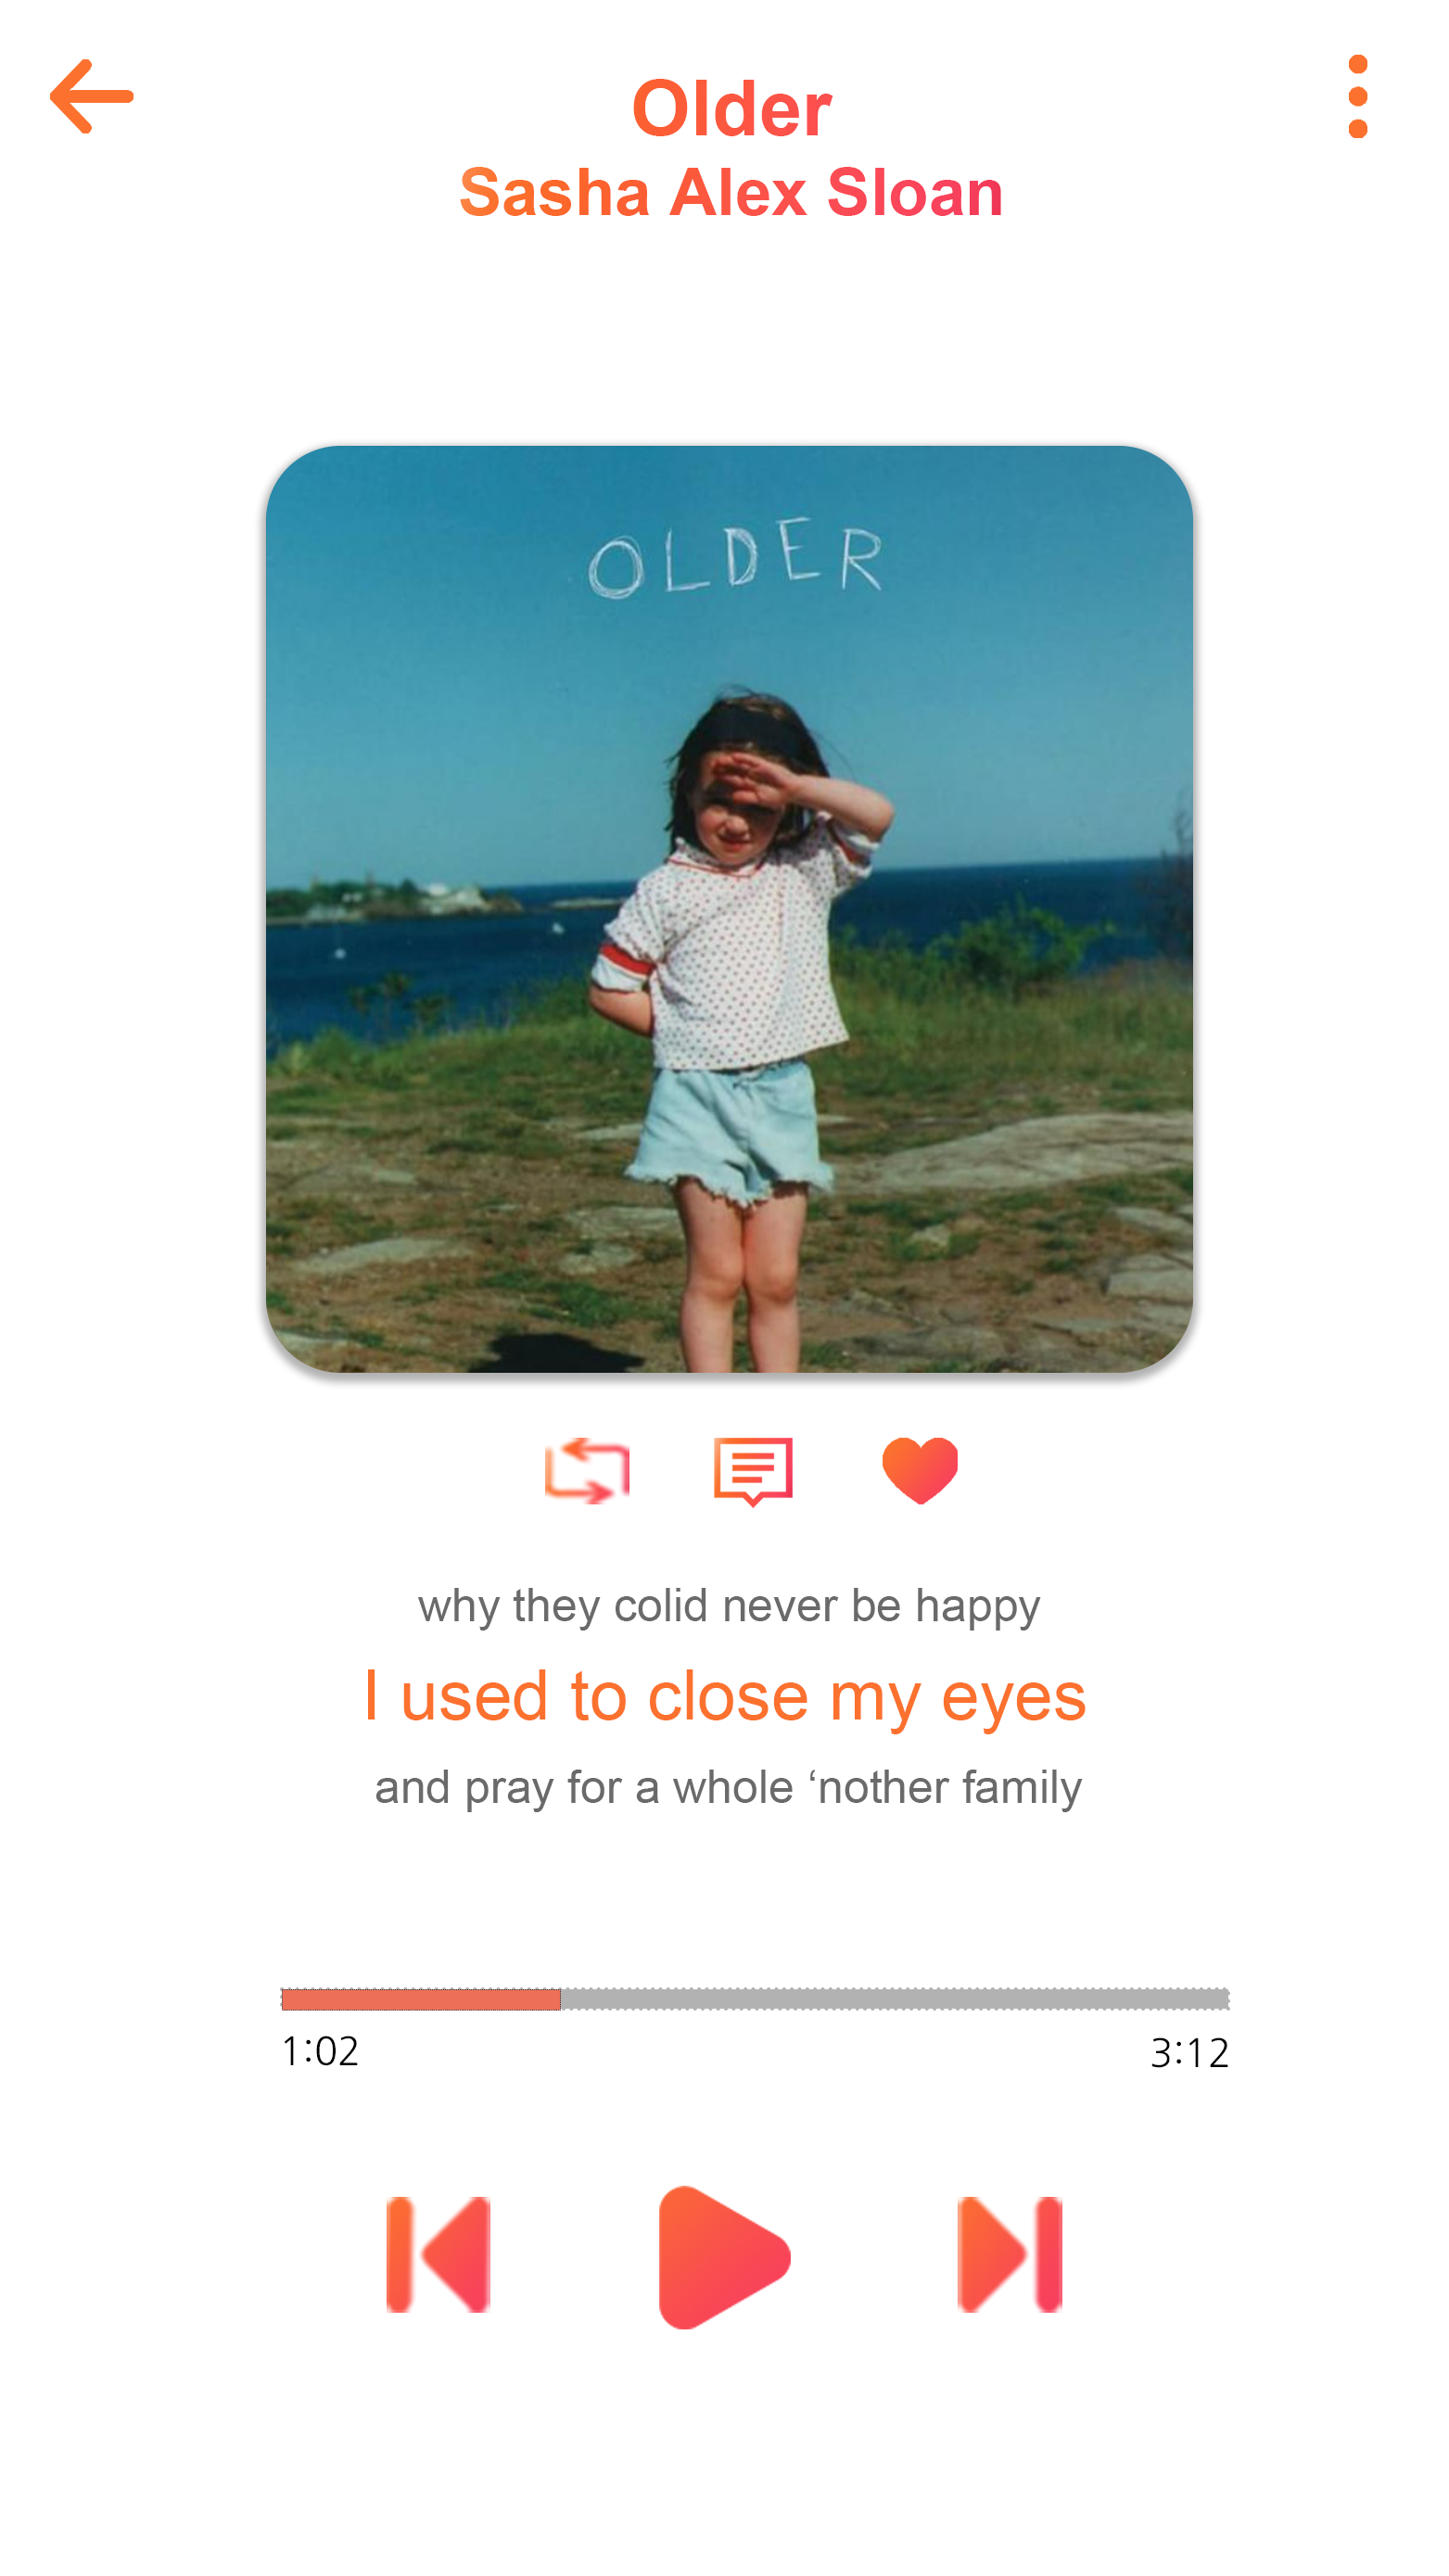 Older
Sasha Alex Sloan
OLDER
why they colid never be happy
I used to close my eyes
and pray for a whole ‘nother family
1:02
3:12